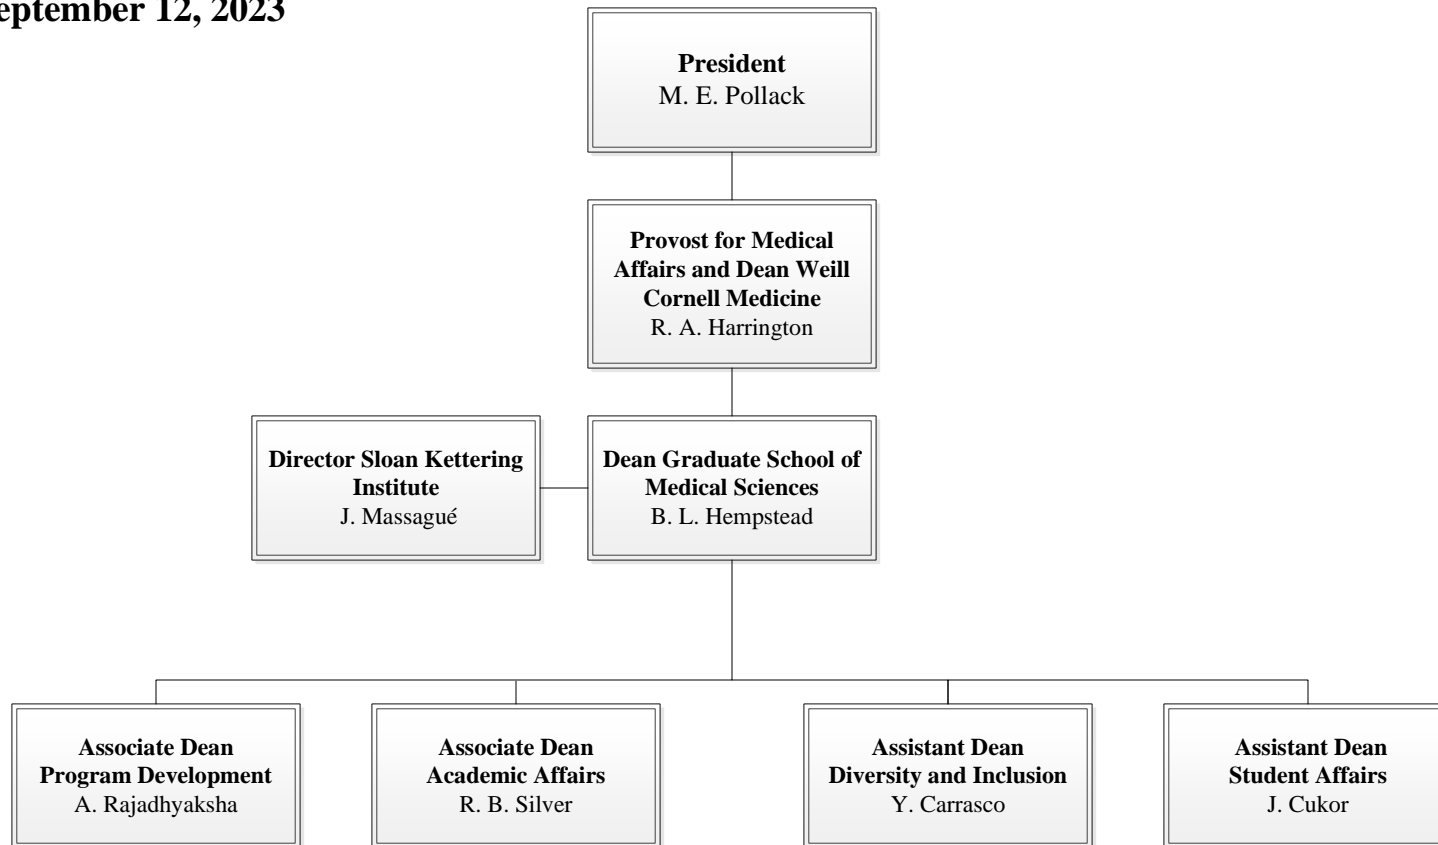 eptember 12, 2023
President
M. E. Pollack
Provost for Medical
Affairs and Dean Weill
Cornell Medicine
R. A. Harrington
Director Sloan Kettering
Institute
J. Massagué
Dean Graduate School of
Medical Sciences
B. L. Hempstead
Associate Dean
Program Development
A. Rajadhyaksha
Associate Dean
Academic Affairs
R. B. Silver
Assistant Dean
Diversity and Inclusion
Y. Carrasco
Assistant Dean
Student Affairs
J. Cukor